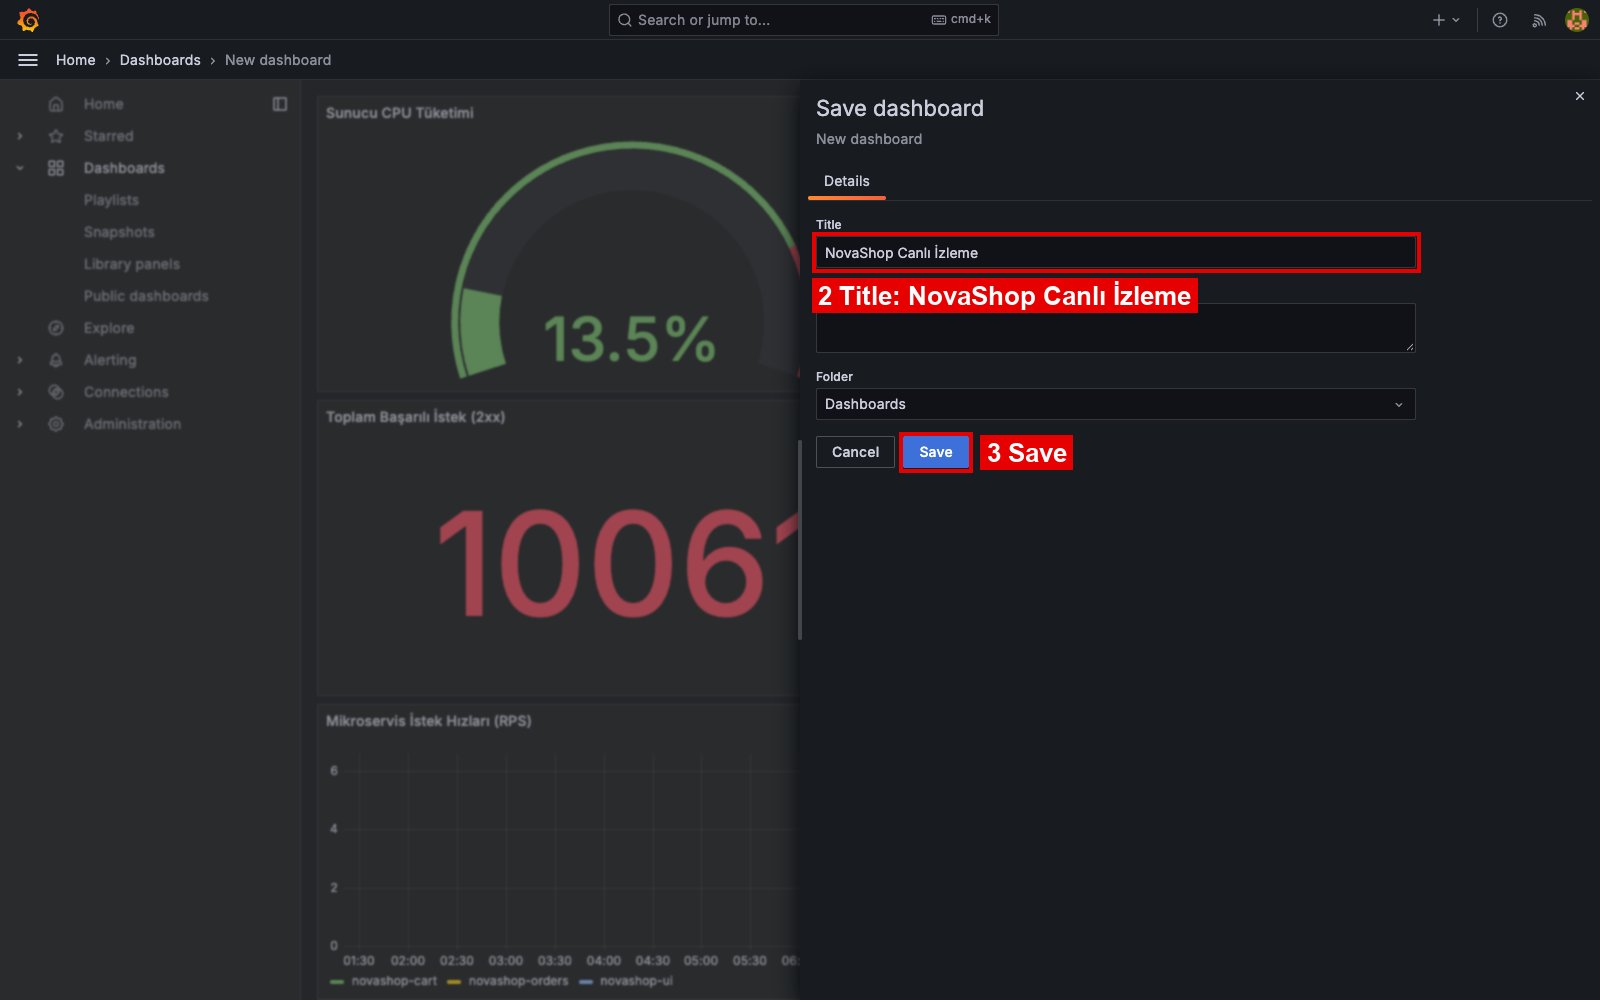 Search or jump to...
cmd+k
Home › Dashboards › New dashboard
Home
Starred
Dashboards
Playlists
Snapshots
Library panels
Public dashboards
Explore
Alerting
Connections
Administration
Sunucu CPU Tüketimi
13.5%
Toplam Başarılı İstek (2xx)
10061
Mikroservis İstek Hızları (RPS)
6
4
2
0
01:30 02:00 02:30 03:00 03:30 04:00 04:30 05:00 05:30 06:
novashop-cart novashop-orders novashop-ui
Save dashboard
New dashboard
Details
Title
NovaShop Canlı İzleme
2 Title: NovaShop Canlı İzleme
Folder
Dashboards
Cancel
Save
3 Save